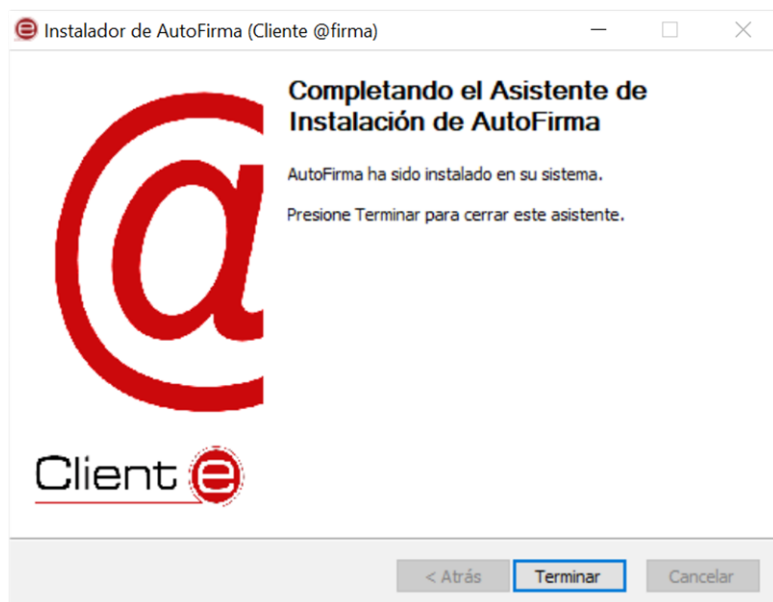 Instalador de AutoFirma (Cliente @firma)
Completando el Asistente de
Instalación de AutoFirma
AutoFirma ha sido instalado en su sistema.
Presione Terminar para cerrar este asistente.
@
Client e
< Atrás
Terminar
Cancelar